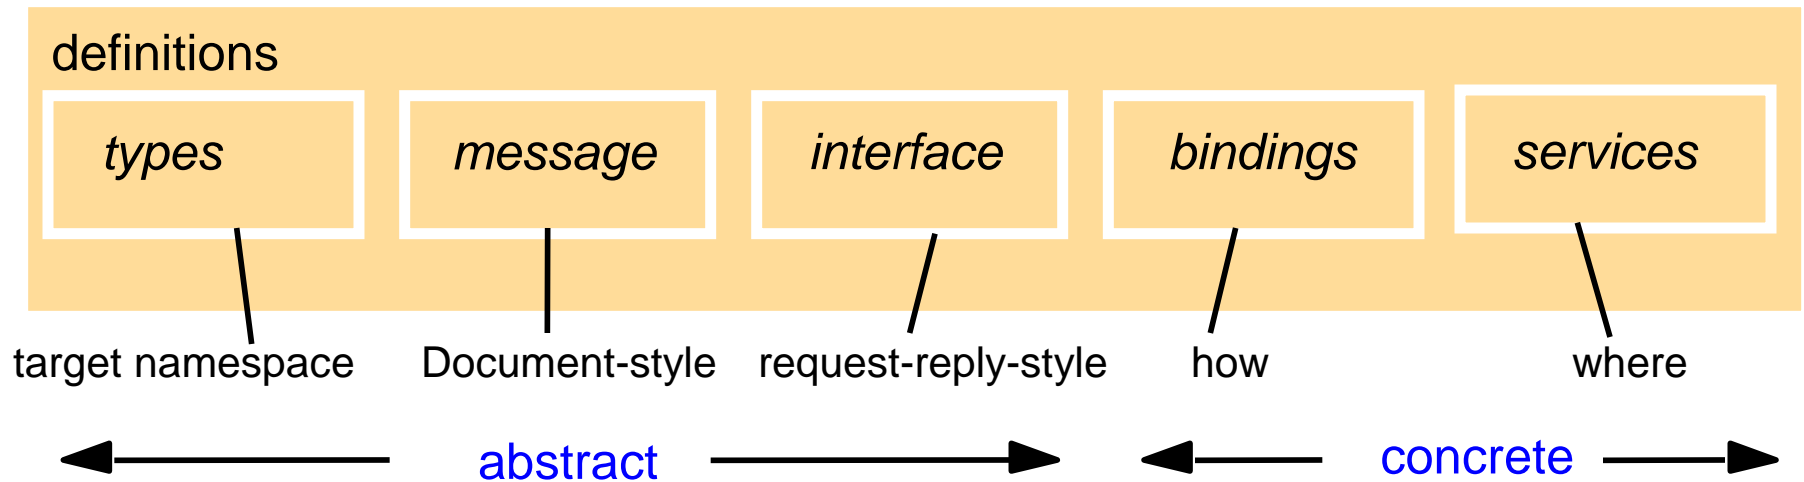 definitions
types message interface bindings services
target namespace Document-style request-reply-style how where
abstract concrete